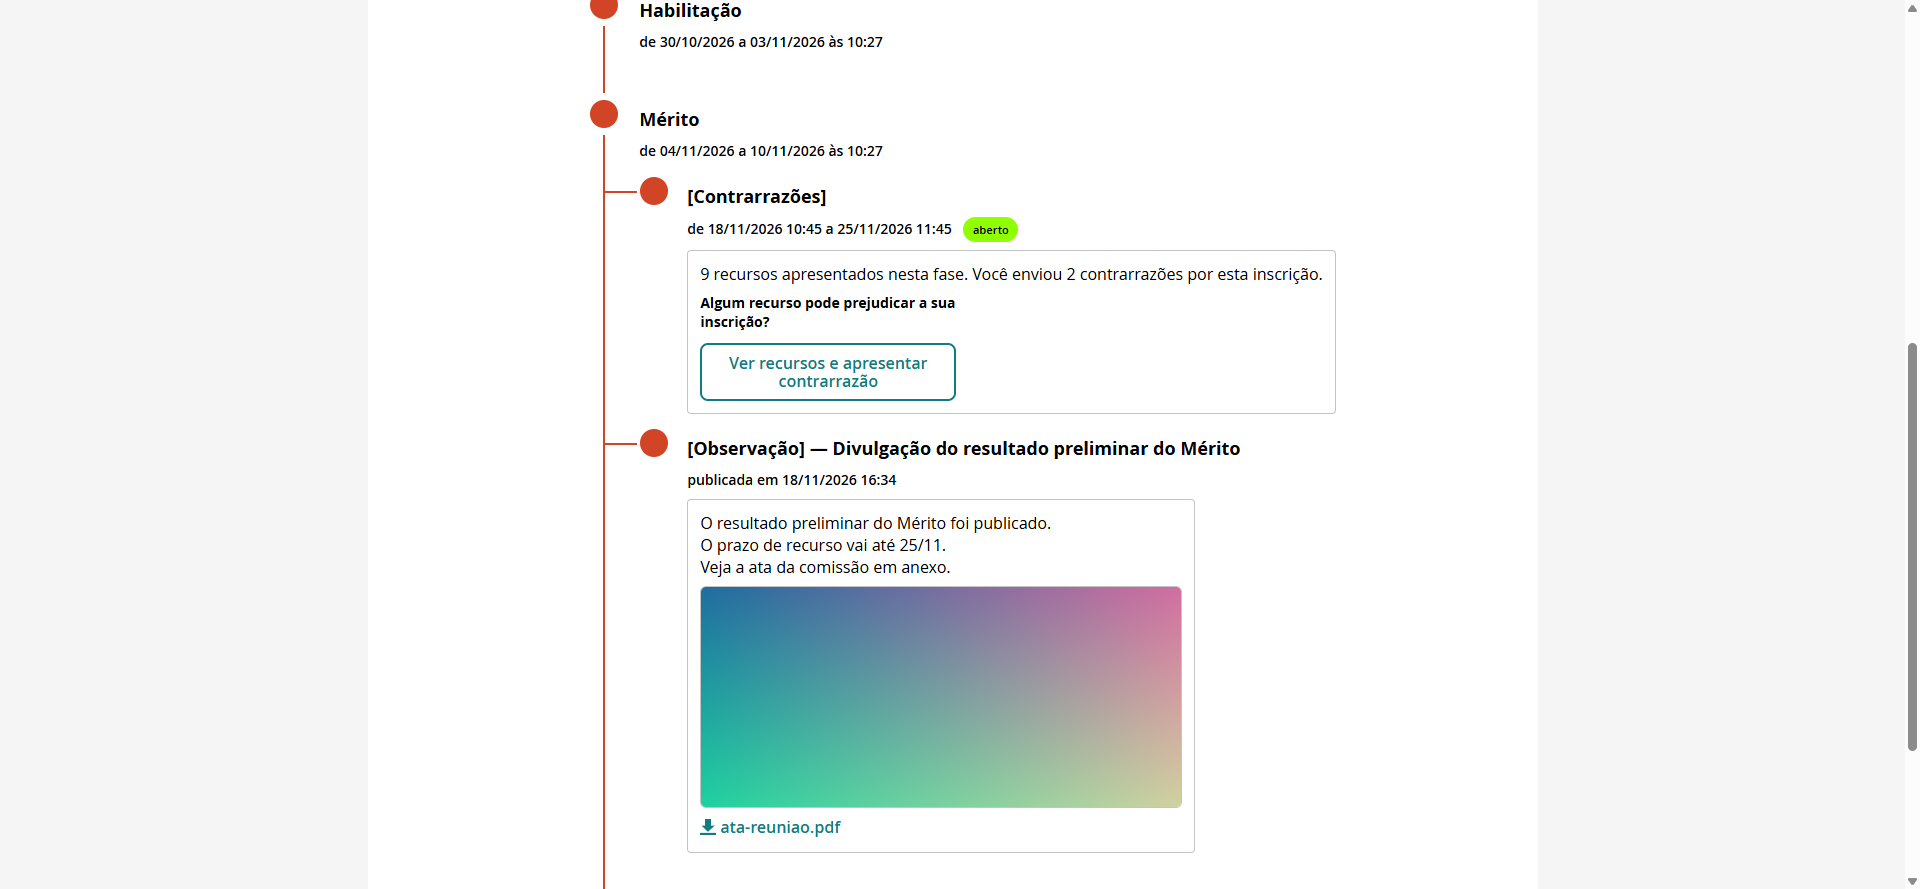 Habilitação
de 30/10/2026 a 03/11/2026 às 10:27
Mérito
de 04/11/2026 a 10/11/2026 às 10:27
[Contrarrazões]
de 18/11/2026 10:45 a 25/11/2026 11:45 aberto
9 recursos apresentados nesta fase. Você enviou 2 contrarrazões por esta inscrição.
Algum recurso pode prejudicar a sua
inscrição?
Ver recursos e apresentar
contrarrazão
[Observação] — Divulgação do resultado preliminar do Mérito
publicada em 18/11/2026 16:34
O resultado preliminar do Mérito foi publicado.
O prazo de recurso vai até 25/11.
Veja a ata da comissão em anexo.
ata-reuniao.pdf